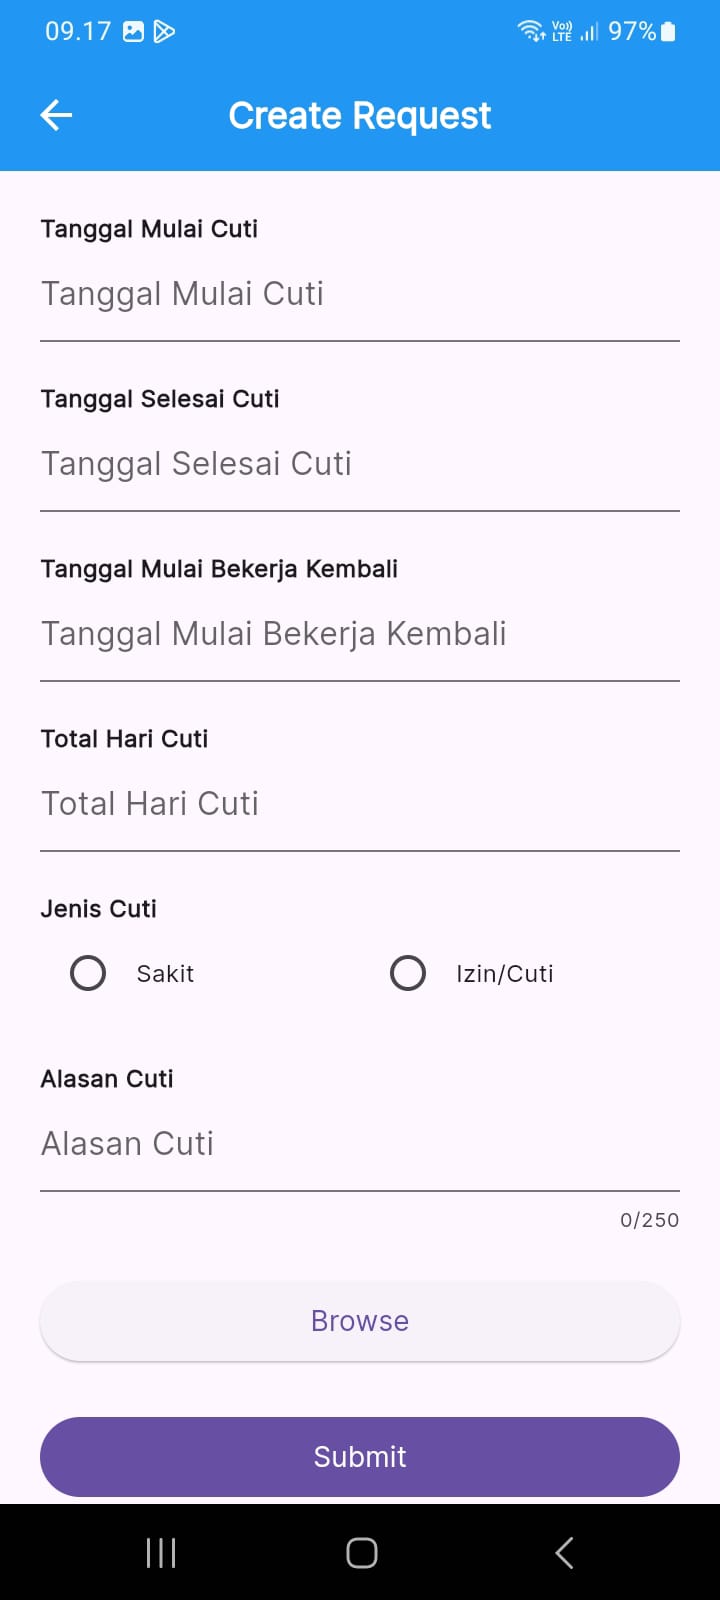 09.17 Vo)) LTE 97%
Create Request
Tanggal Mulai Cuti
Tanggal Mulai Cuti
Tanggal Selesai Cuti
Tanggal Selesai Cuti
Tanggal Mulai Bekerja Kembali
Tanggal Mulai Bekerja Kembali
Total Hari Cuti
Total Hari Cuti
Jenis Cuti
Sakit Izin/Cuti
Alasan Cuti
Alasan Cuti
0/250
Browse
Submit